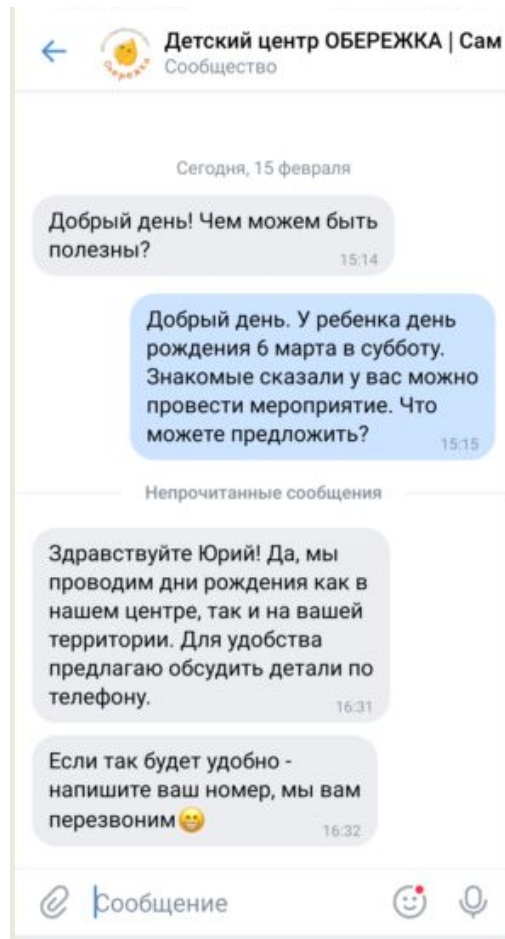 Детский центр ОБЕРЕЖКА | Сам
Сообщество
Обережка
Сегодня, 15 февраля
Добрый день! Чем можем быть
полезны?
15:14
Добрый день. У ребенка день
рождения 6 марта в субботу.
Знакомые сказали у вас можно
провести мероприятие. Что
можете предложить?
15:15
Непрочитанные сообщения
Здравствуйте Юрий! Да, мы
проводим дни рождения как в
нашем центре, так и на вашей
территории. Для удобства
предлагаю обсудить детали по
телефону.
16:31
Если так будет удобно -
напишите ваш номер, мы вам
перезвоним😁
16:32
Сообщение